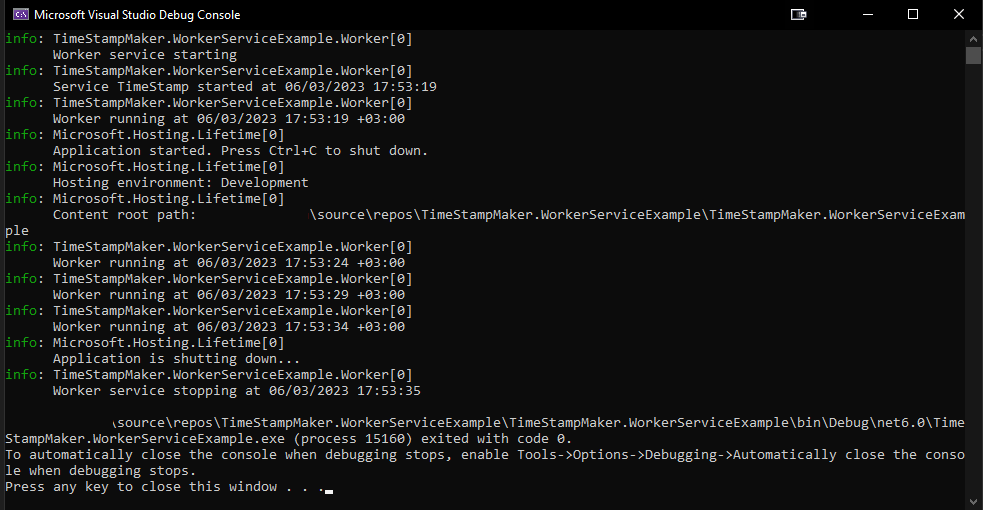 Microsoft Visual Studio Debug Console
info: TimeStampMaker.WorkerServiceExample.Worker[0]
      Worker service starting
info: TimeStampMaker.WorkerServiceExample.Worker[0]
      Service TimeStamp started at 06/03/2023 17:53:19
info: TimeStampMaker.WorkerServiceExample.Worker[0]
      Worker running at 06/03/2023 17:53:19 +03:00
info: Microsoft.Hosting.Lifetime[0]
      Application started. Press Ctrl+C to shut down.
info: Microsoft.Hosting.Lifetime[0]
      Hosting environment: Development
info: Microsoft.Hosting.Lifetime[0]
      Content root path:              \source\repos\TimeStampMaker.WorkerServiceExample\TimeStampMaker.WorkerServiceExam
ple
info: TimeStampMaker.WorkerServiceExample.Worker[0]
      Worker running at 06/03/2023 17:53:24 +03:00
info: TimeStampMaker.WorkerServiceExample.Worker[0]
      Worker running at 06/03/2023 17:53:29 +03:00
info: TimeStampMaker.WorkerServiceExample.Worker[0]
      Worker running at 06/03/2023 17:53:34 +03:00
info: Microsoft.Hosting.Lifetime[0]
      Application is shutting down...
info: TimeStampMaker.WorkerServiceExample.Worker[0]
      Worker service stopping at 06/03/2023 17:53:35
\source\repos\TimeStampMaker.WorkerServiceExample\TimeStampMaker.WorkerServiceExample\bin\Debug\net6.0\Time
StampMaker.WorkerServiceExample.exe (process 15160) exited with code 0.
To automatically close the console when debugging stops, enable Tools->Options->Debugging->Automatically close the conso
le when debugging stops.
Press any key to close this window . . .